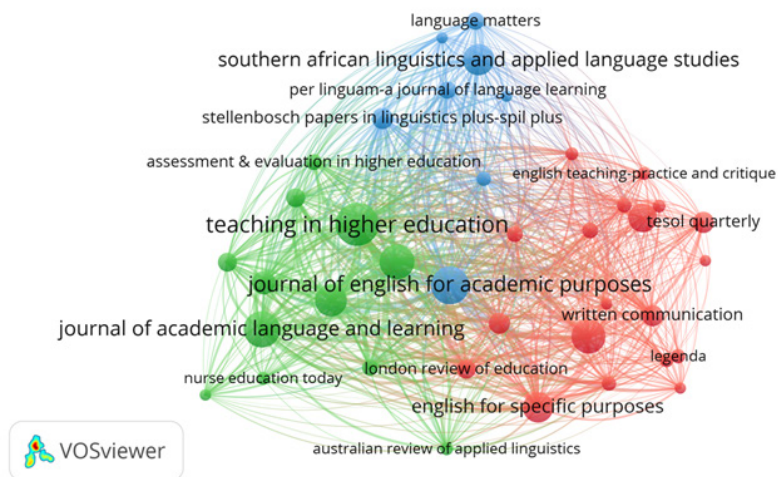 language matters
southern african linguistics and applied language studies
per linguam-a journal of language learning
stellenbosch papers in linguistics plus-spil plus
assessment & evaluation in higher education
english teaching-practice and critique
teaching in higher education
tesol quarterly
journal of english for academic purposes
written communication
journal of academic language and learning
legenda
london review of education
nurse education today
english for specific purposes
australian review of applied linguistics
VOSviewer